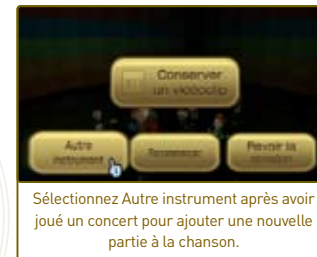 Conserver
un vidéoclip
Autre
instrument
Recommencer
Revoir la
Sélectionnez Autre instrument après avoir
joué un concert pour ajouter une nouvelle
partie à la chanson.